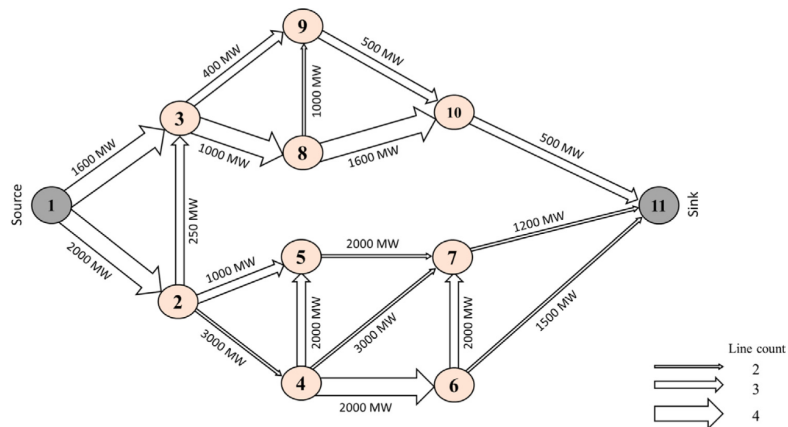 9
400 MW
500 MW
1000 MW
3
10
1600 MW
1000 MW
8
1600 MW
500 MW
Source
1
250 MW
11
Sink
2000 MW
1200 MW
5
2000 MW
7
1000 MW
2
3000 MW
2000 MW
3000 MW
2000 MW
1500 MW
4
6
2000 MW
Line count
2
3
4